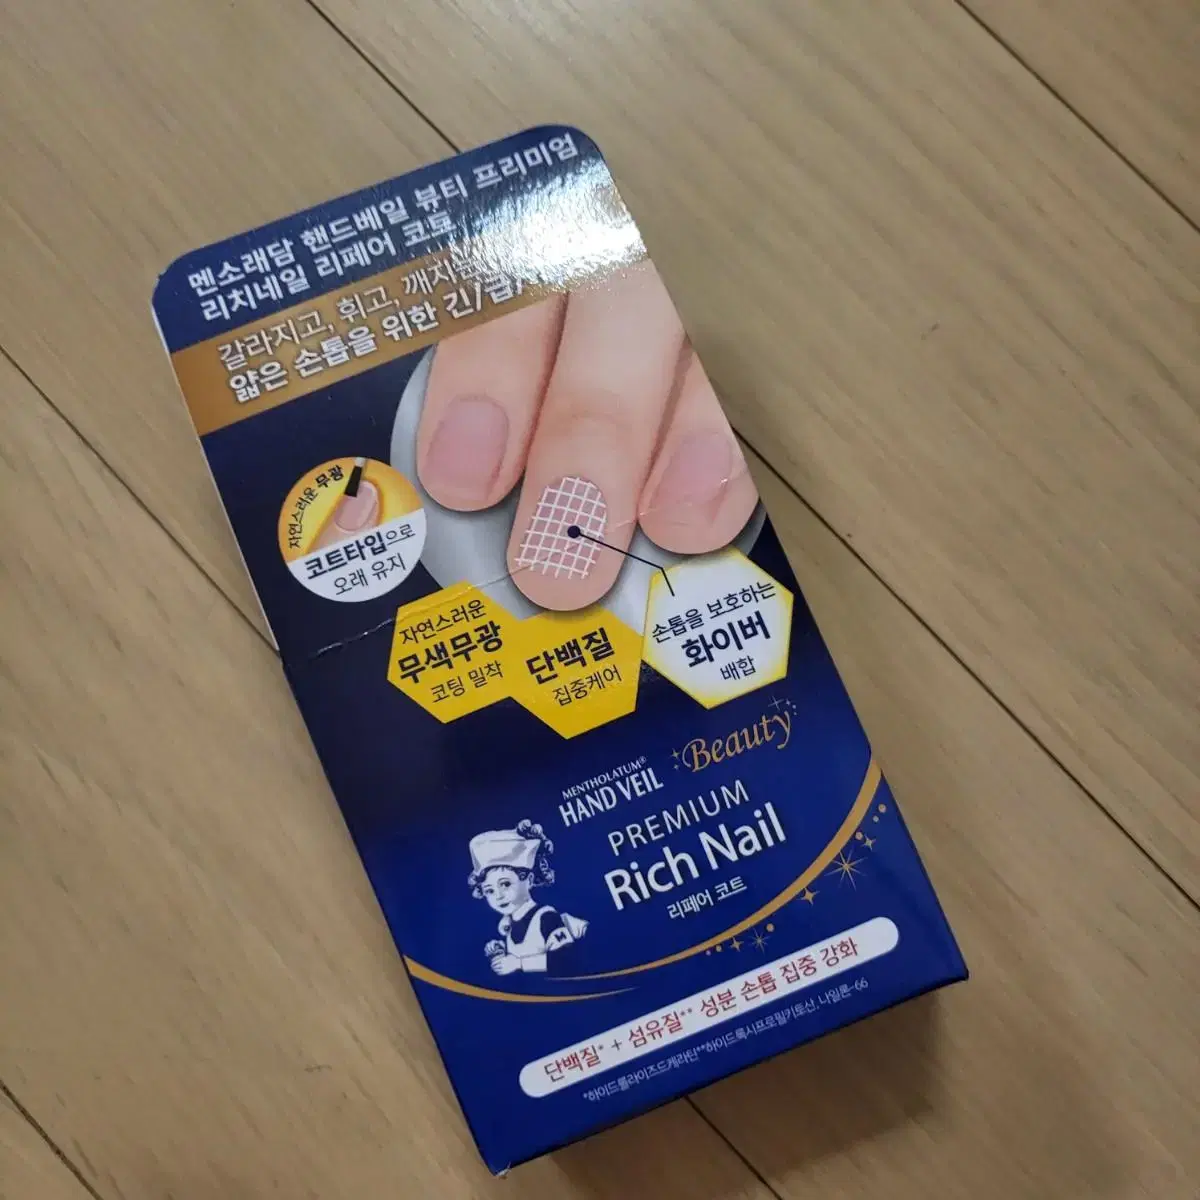 멘소래담 핸드베일 뷰티 프리미엄
리치네일 리페어 코트
갈라지고, 휘고, 깨지는
얇은 손톱을 위한 긴/급/
자연스러운 무광
코트타입으로
오래 유지
자연스러운
무색무광
코팅 밀착
단백질
집중케어
손톱을 보호하는
화이버
배합
MENTHOLATUM®
HAND VEIL Beauty
PREMIUM
Rich Nail
리페어 코트
단백질* + 섬유질** 성분 손톱 집중 강화
*하이드롤라이즈드케라틴**하이드록시프로필키토산, 나일론-66